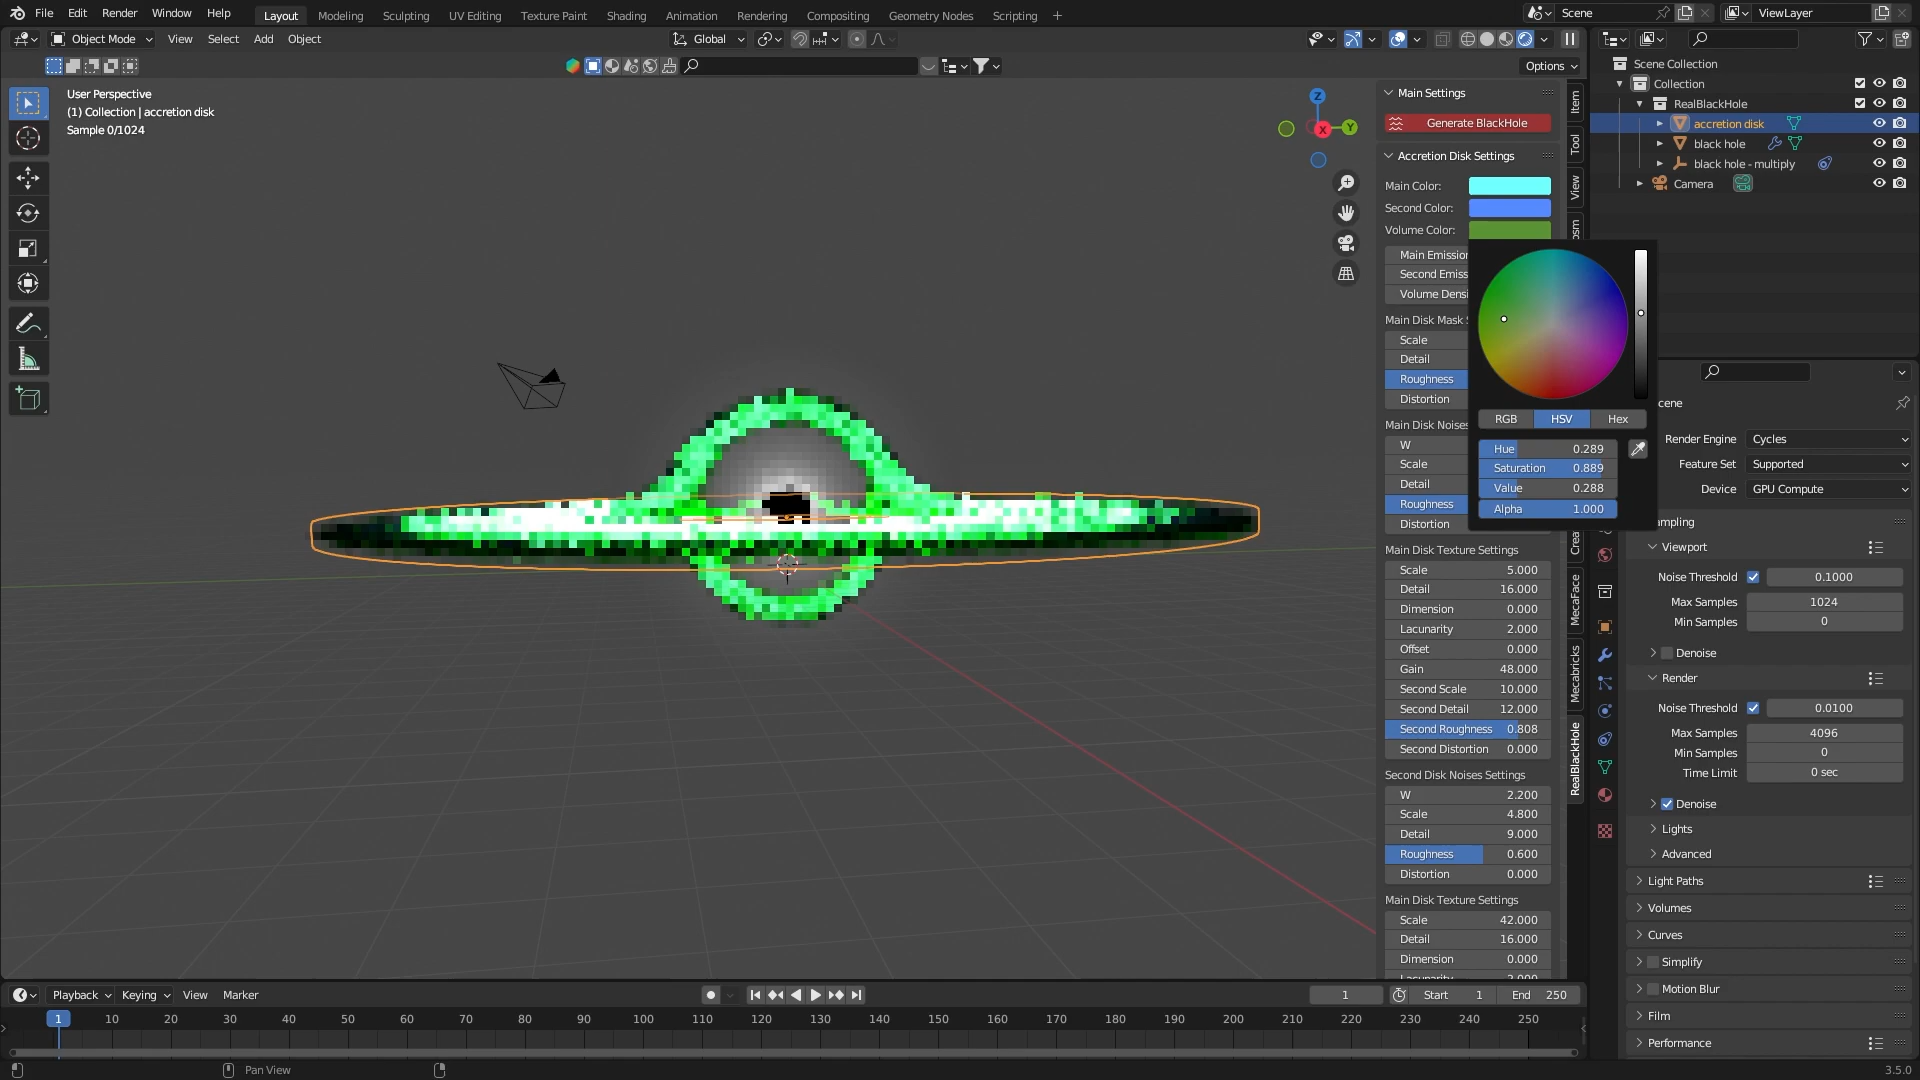 File Edit Render Window Help
Layout Modeling Sculpting UV Editing Texture Paint Shading Animation Rendering Compositing Geometry Nodes Scripting +
Scene ViewLayer
Object Mode View Select Add Object
Global
Options
User Perspective
(1) Collection | accretion disk
Sample 0/1024
Z
Y
X
Main Settings
Generate BlackHole
Accretion Disk Settings
Main Color:
Second Color:
Volume Color:
Main Emission
Second Emiss
Volume Densi
Main Disk Mask S
Scale
Detail
Roughness
Distortion
Main Disk Noises
W
Scale
Detail
Roughness
Distortion
Main Disk Texture Settings
Scale 5.000
Detail 16.000
Dimension 0.000
Lacunarity 2.000
Offset 0.000
Gain 48.000
Second Scale 10.000
Second Detail 12.000
Second Roughness 0.808
Second Distortion 0.000
Second Disk Noises Settings
W 2.200
Scale 4.800
Detail 9.000
Roughness 0.600
Distortion 0.000
Main Disk Texture Settings
Scale 42.000
Detail 16.000
Dimension 0.000
Lacunarity 2.000
Item
Tool
View
osm
Crea
MecaFace
Mecabricks
RealBlackHole
RGB HSV Hex
Hue 0.289
Saturation 0.889
Value 0.288
Alpha 1.000
Scene Collection
Collection
RealBlackHole
accretion disk
black hole
black hole - multiply
Camera
cene
Render Engine Cycles
Feature Set Supported
Device GPU Compute
ampling
Viewport
Noise Threshold 0.1000
Max Samples 1024
Min Samples 0
Denoise
Render
Noise Threshold 0.0100
Max Samples 4096
Min Samples 0
Time Limit 0 sec
Denoise
Lights
Advanced
Light Paths
Volumes
Curves
Simplify
Motion Blur
Film
Performance
Playback Keying View Marker
1 Start 1 End 250
1 10 20 30 40 50 60 70 80 90 100 110 120 130 140 150 160 170 180 190 200 210 220 230 240 250
Pan View
3.5.0